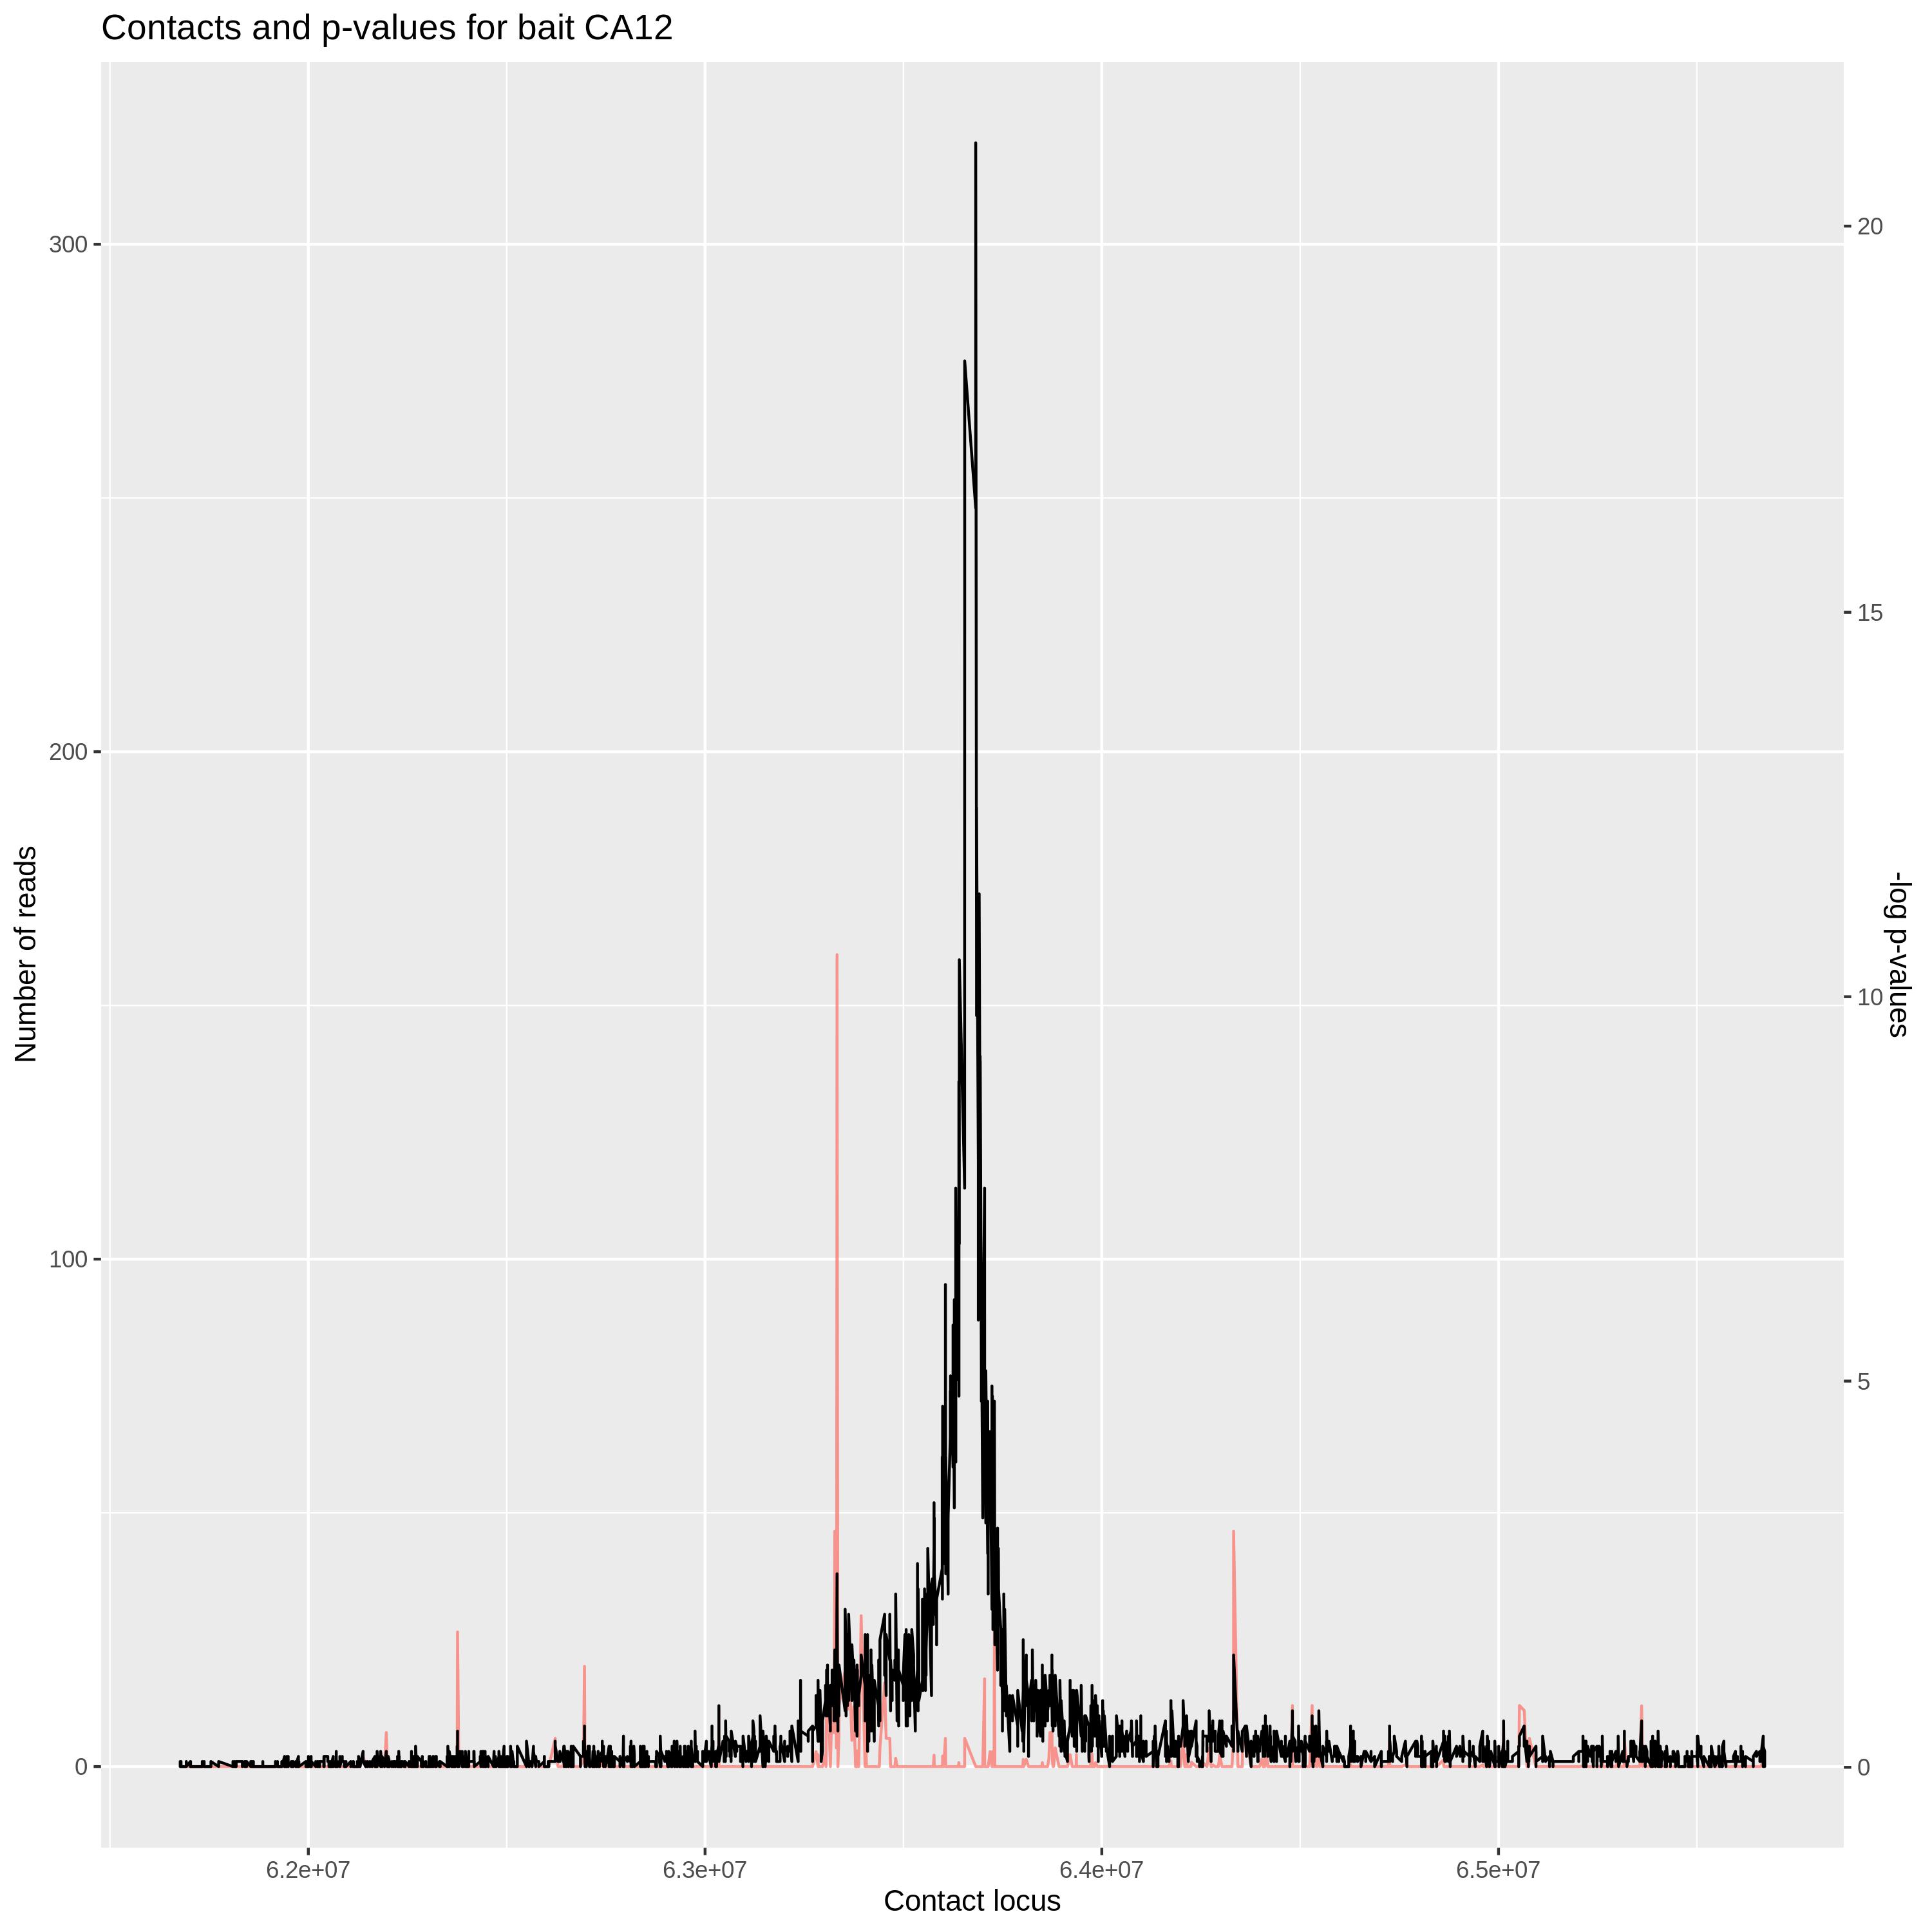 Contacts and p-values for bait CA12
300
200
100
0
Number of reads
20
15
10
5
0
-log p-values
6.2e+07
6.3e+07
6.4e+07
6.5e+07
Contact locus